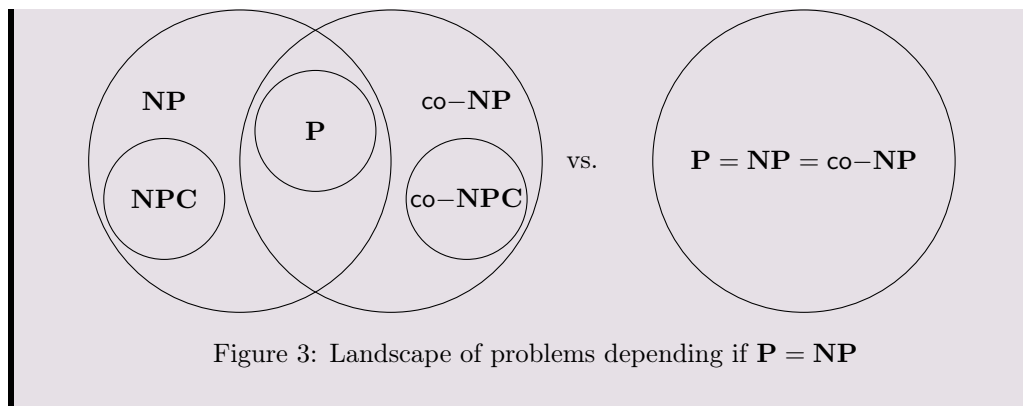 NP
P
co−NP
NPC
co−NPC
vs.
P = NP = co−NP
Figure 3: Landscape of problems depending if P = NP